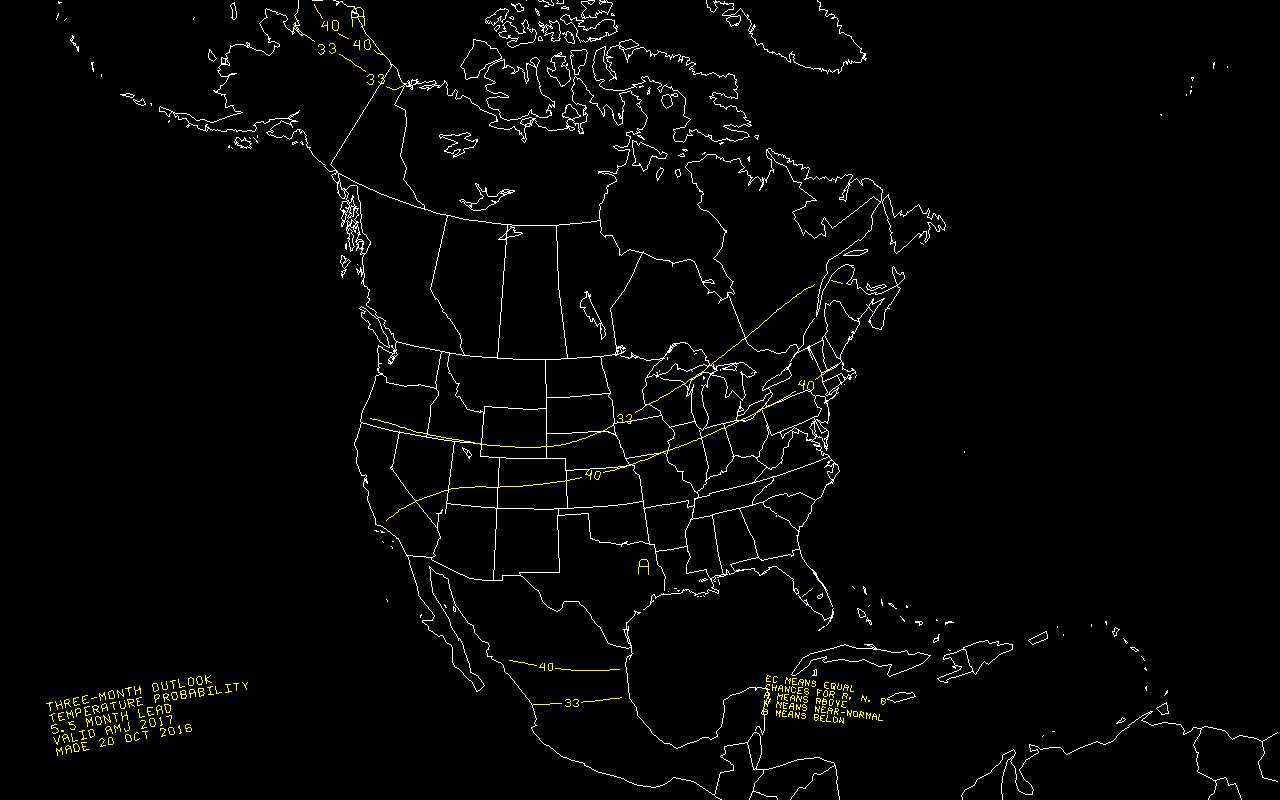 A
40
40
33
33
33
40
40
A
40
33
THREE-MONTH OUTLOOK
TEMPERATURE PROBABILITY
5.5 MONTH LEAD
VALID AMJ 2017
MADE 20 OCT 2016
EC MEANS EQUAL
CHANCES FOR A, N, B
A MEANS ABOVE
N MEANS NEAR-NORMAL
B MEANS BELOW